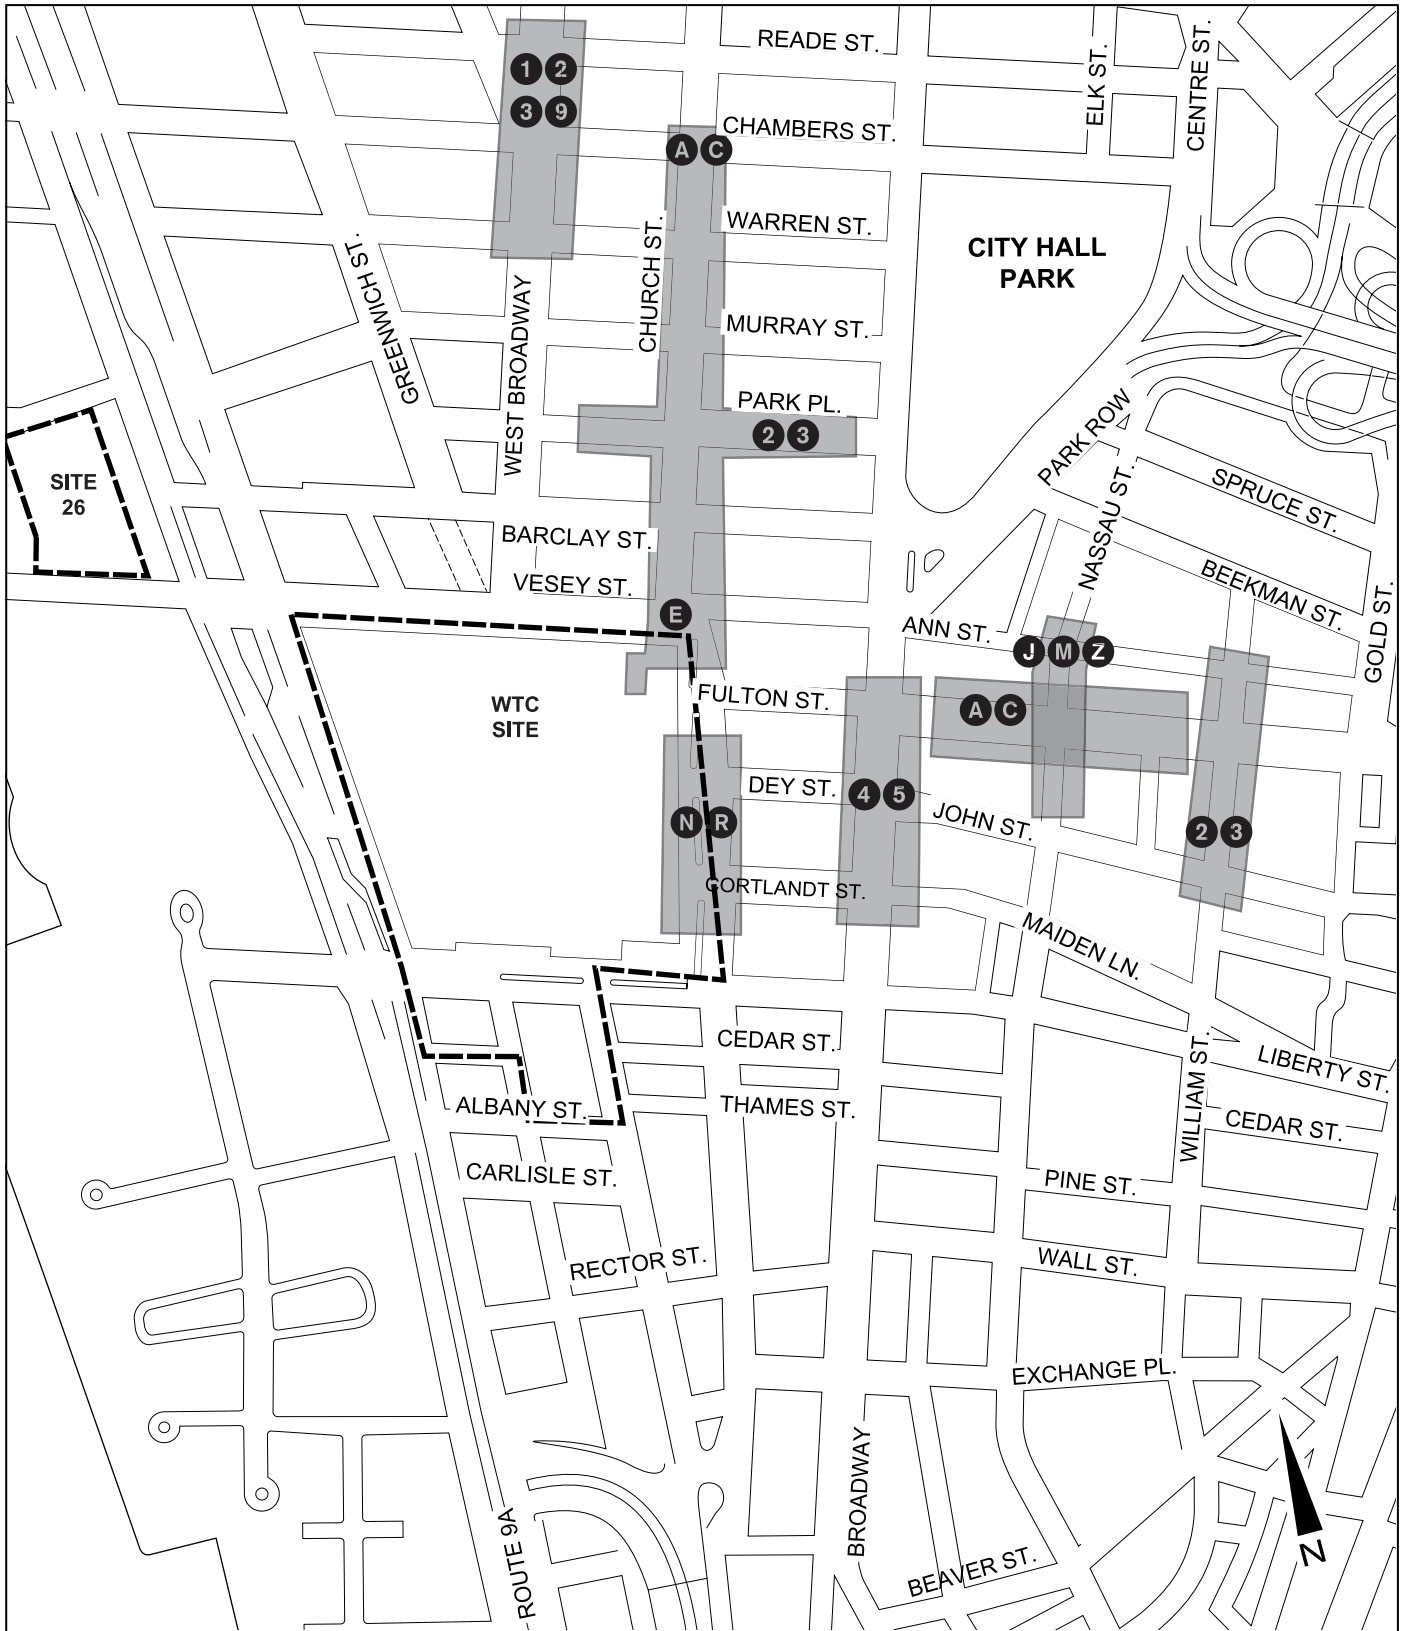 READE ST.
ELK ST.
CENTRE ST.
1 2
3 9
CHAMBERS ST.
A C
WARREN ST.
CHURCH ST.
GREENWICH ST.
WEST BROADWAY
CITY HALL
PARK
MURRAY ST.
PARK PL.
2 3
PARK ROW
NASSAU ST.
SPRUCE ST.
SITE
26
BARCLAY ST.
VESEY ST.
BEEKMAN ST.
GOLD ST.
E
ANN ST.
J M Z
FULTON ST.
A C
WTC
SITE
DEY ST.
4 5
N R
JOHN ST.
2 3
CORTLANDT ST.
MAIDEN LN.
CEDAR ST.
LIBERTY ST.
WILLIAM ST.
ALBANY ST.
THAMES ST.
CEDAR ST.
CARLISLE ST.
PINE ST.
RECTOR ST.
WALL ST.
EXCHANGE PL.
BROADWAY
ROUTE 9A
BEAVER ST.
N